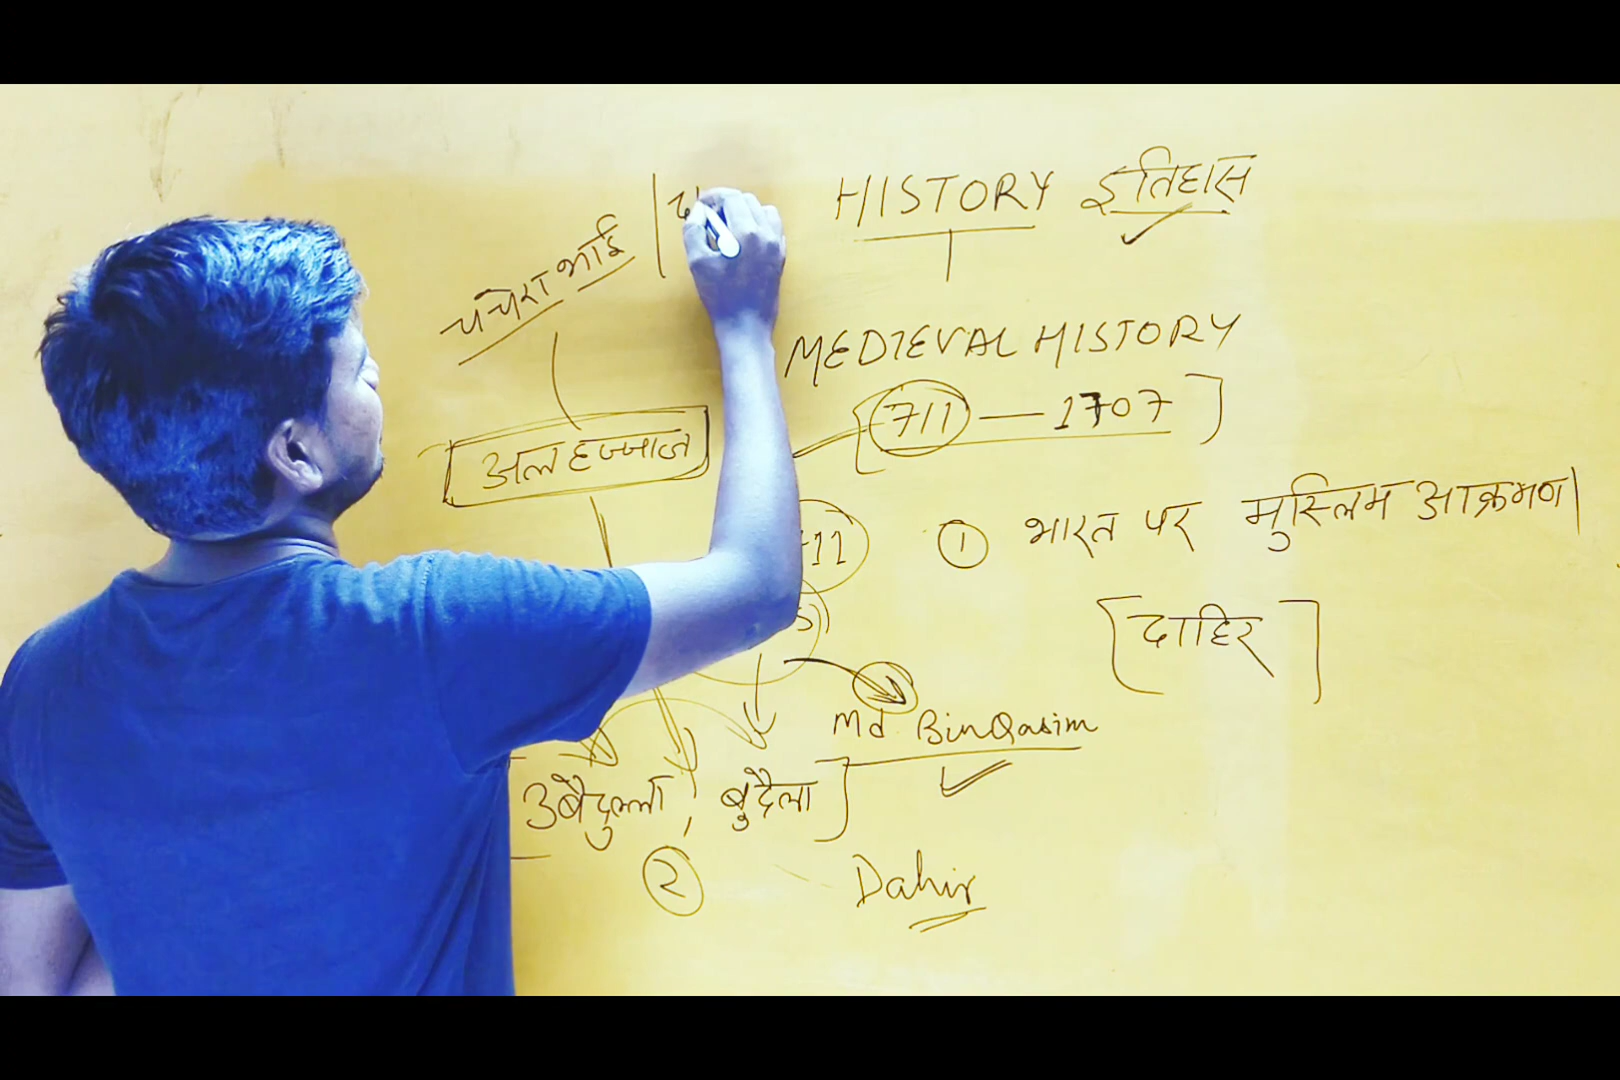 HISTORY इतिहास
चचेरा भाई
MEDIEVAL HISTORY
711 — 1707
अल हज्जाज
11
① भारत पर मुस्लिम आक्रमण।
[दाहिर]
Md BinQasim
उबैदुल्ला, बुदैला]
②
Dahir